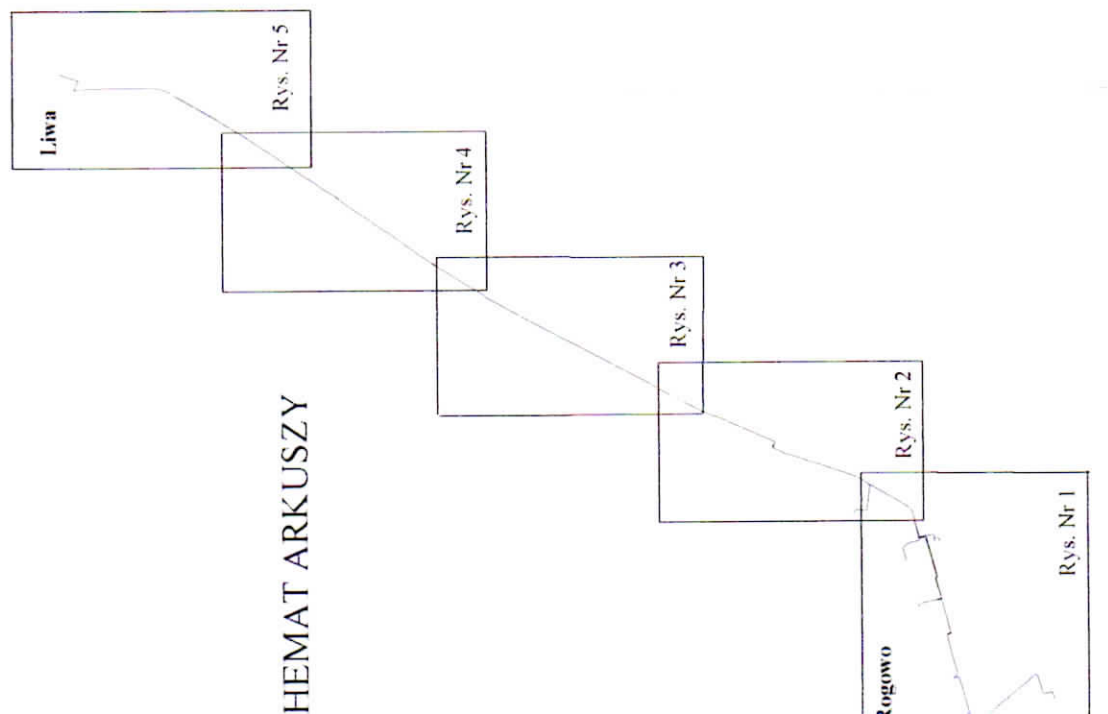 HEMAT ARKUSZY
Liwa
Rys. Nr 5
Rys. Nr 4
Rys. Nr 3
Rys. Nr 2
Rogowo
Rys. Nr 1